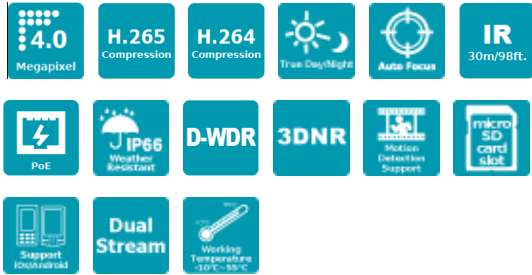 4.0
Megapixel
H.265
Compression
H.264
Compression
True Day/Night
Auto Focus
IR
30m/98ft.
PoE
IP66
Weather
Resistant
D-WDR
3DNR
Motion
Detection
Support
micro
SD
card
slot
Support
iOS/Android
Dual
Stream
Working
Temperature
-10°C~55°C